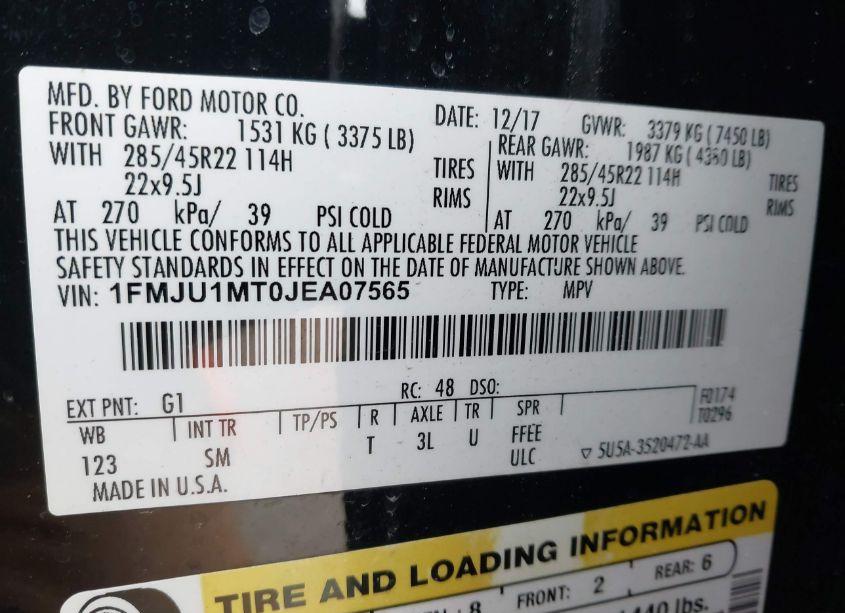 MFD. BY FORD MOTOR CO. DATE: 12/17 GVWR: 3379 KG ( 7450 LB)
FRONT GAWR: 1531 KG ( 3375 LB) REAR GAWR: 1987 KG ( 4380 LB)
WITH 285/45R22 114H TIRES WITH 285/45R22 114H TIRES
22x9.5J RIMS 22x9.5J RIMS
AT 270 kPa/ 39 PSI COLD AT 270 kPa/ 39 PSI COLD
THIS VEHICLE CONFORMS TO ALL APPLICABLE FEDERAL MOTOR VEHICLE
SAFETY STANDARDS IN EFFECT ON THE DATE OF MANUFACTURE SHOWN ABOVE.
VIN: 1FMJU1MT0JEA07565 TYPE: MPV
EXT PNT: G1 RC: 48 DSO: F0174
WB INT TR TP/PS R AXLE TR SPR T0296
123 SM T 3L U FFEE
ULC ▽ 5U5A-3520472-AA
MADE IN U.S.A.
TIRE AND LOADING INFORMATION
8 FRONT: 2 REAR: 6
lbs.